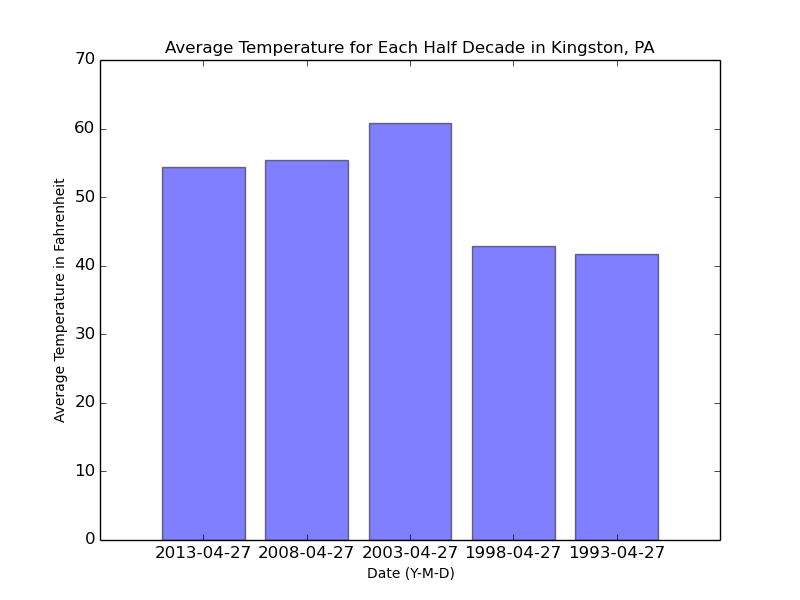 Average Temperature for Each Half Decade in Kingston, PA
70
60
50
40
30
20
10
0
Average Temperature in Fahrenheit
2013-04-27 2008-04-27 2003-04-27 1998-04-27 1993-04-27
Date (Y-M-D)